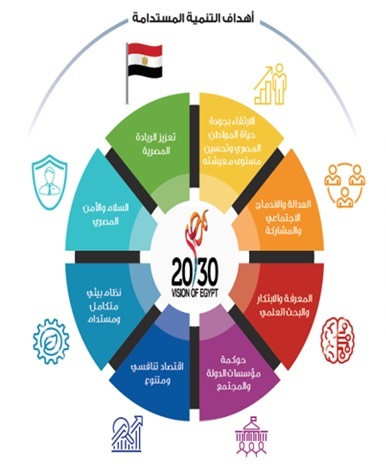 أهداف التنمية المستدامة
الارتقاء بجودة
حياة المواطن
المصري وتحسين
مستوى معيشته
العدالة والاندماج
الاجتماعي
والمشاركة
المعرفة والابتكار
والبحث العلمي
حوكمة
مؤسسات الدولة
والمجتمع
اقتصاد تنافسي
ومتنوع
نظام بيئي
متكامل
ومستدام
السلام والأمن
المصري
تعزيز الريادة
المصرية
20/30
VISION OF EGYPT